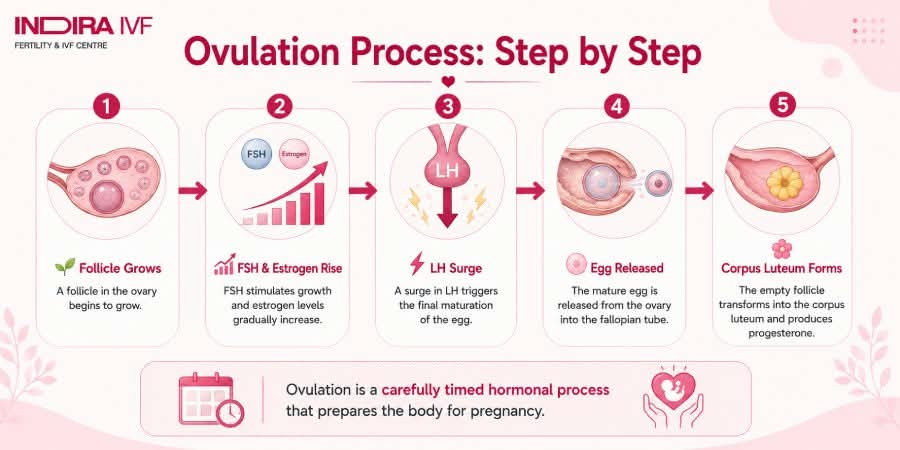 INDIRA IVF
FERTILITY & IVF CENTRE
Ovulation Process: Step by Step
1
Follicle Grows
A follicle in the ovary
begins to grow.
2
FSH
Estrogen
FSH & Estrogen Rise
FSH stimulates growth
and estrogen levels
gradually increase.
3
LH
LH Surge
A surge in LH triggers
the final maturation
of the egg.
4
Egg Released
The mature egg is
released from the ovary
into the fallopian tube.
5
Corpus Luteum Forms
The empty follicle
transforms into the corpus
luteum and produces
progesterone.
Ovulation is a carefully timed hormonal process
that prepares the body for pregnancy.